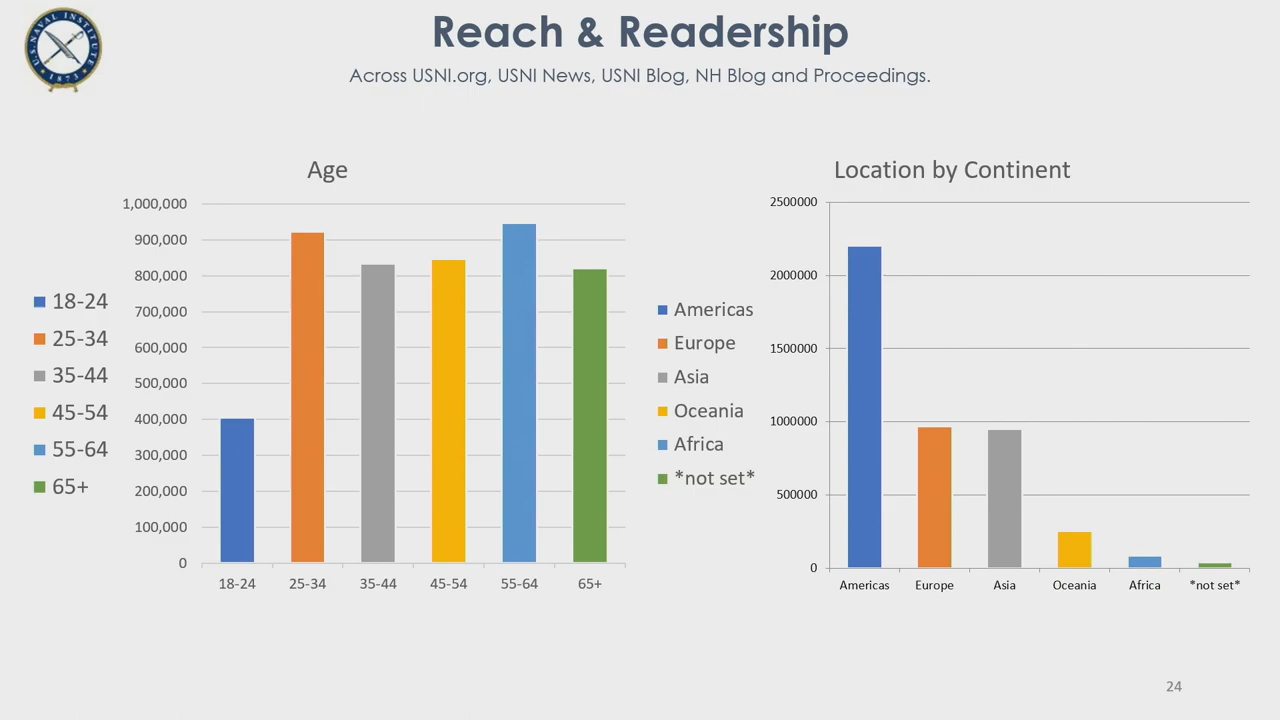 U.S. NAVAL INSTITUTE
1873
Reach & Readership
Across USNI.org, USNI News, USNI Blog, NH Blog and Proceedings.
Age
1,000,000
900,000
800,000
700,000
600,000
500,000
400,000
300,000
200,000
100,000
0
18-24
25-34
35-44
45-54
55-64
65+
18-24
25-34
35-44
45-54
55-64
65+
Location by Continent
2500000
2000000
1500000
1000000
500000
0
Americas
Europe
Asia
Oceania
Africa
*not set*
Americas
Europe
Asia
Oceania
Africa
*not set*
24